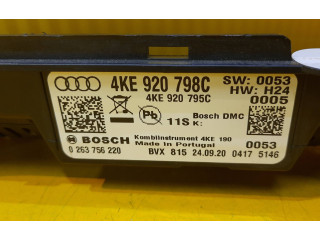 4KE 920 798C
SW: 0053
4KE 920 795C
HW: H24
0005
Pb
11S
Bosch DMC
K:
BOSCH
Kombiinstrument 4KE 190
Made in Portugal
0053
0 263 756 220
BVX 815 24.09.20 0417 5146